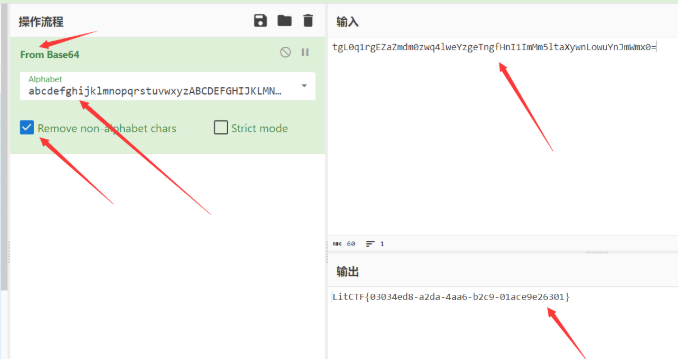 操作流程
输入
From Base64
tgL0q1rgEZaZmdm0zwq4lweYzgeTngfHnI1ImMm5ltaXywnLowuYnJmWmx0=
Alphabet
abcdefghijklmnopqrstuvwxyzABCDEFGHIJKLMN…
Remove non-alphabet chars
Strict mode
ABC 60 1
输出
LitCTF{03034ed8-a2da-4aa6-b2c9-01ace9e26301}